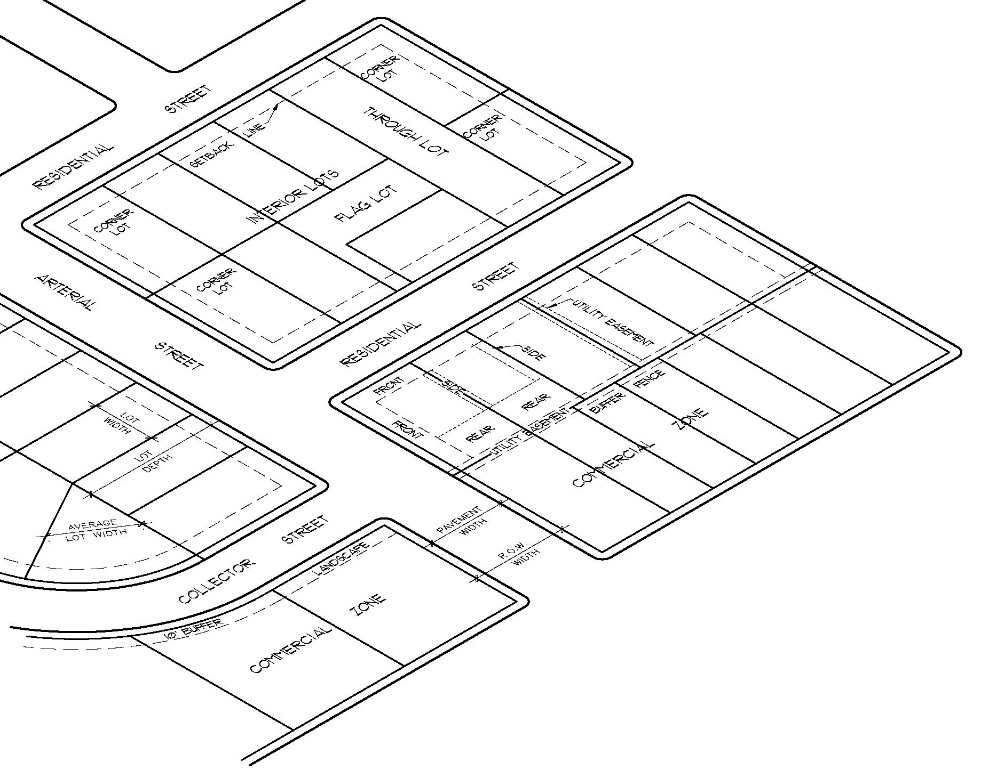 STREET
RESIDENTIAL
CORNER
LOT
THROUGH LOT
CORNER
LOT
SETBACK
LINE
INTERIOR LOTS
FLAG LOT
CORNER
LOT
CORNER
LOT
ARTERIAL
STREET
RESIDENTIAL
STREET
UTILITY EASEMENT
SIDE
FRONT
SIDE
FRONT
REAR
REAR
UTILITY EASEMENT
BUFFER
FENCE
COMMERCIAL
ZONE
LOT
WIDTH
LOT
DEPTH
AVERAGE
LOT WIDTH
PAVEMENT
WIDTH
R.O.W
WIDTH
COLLECTOR
STREET
LANDSCAPE
10' BUFFER
COMMERCIAL
ZONE